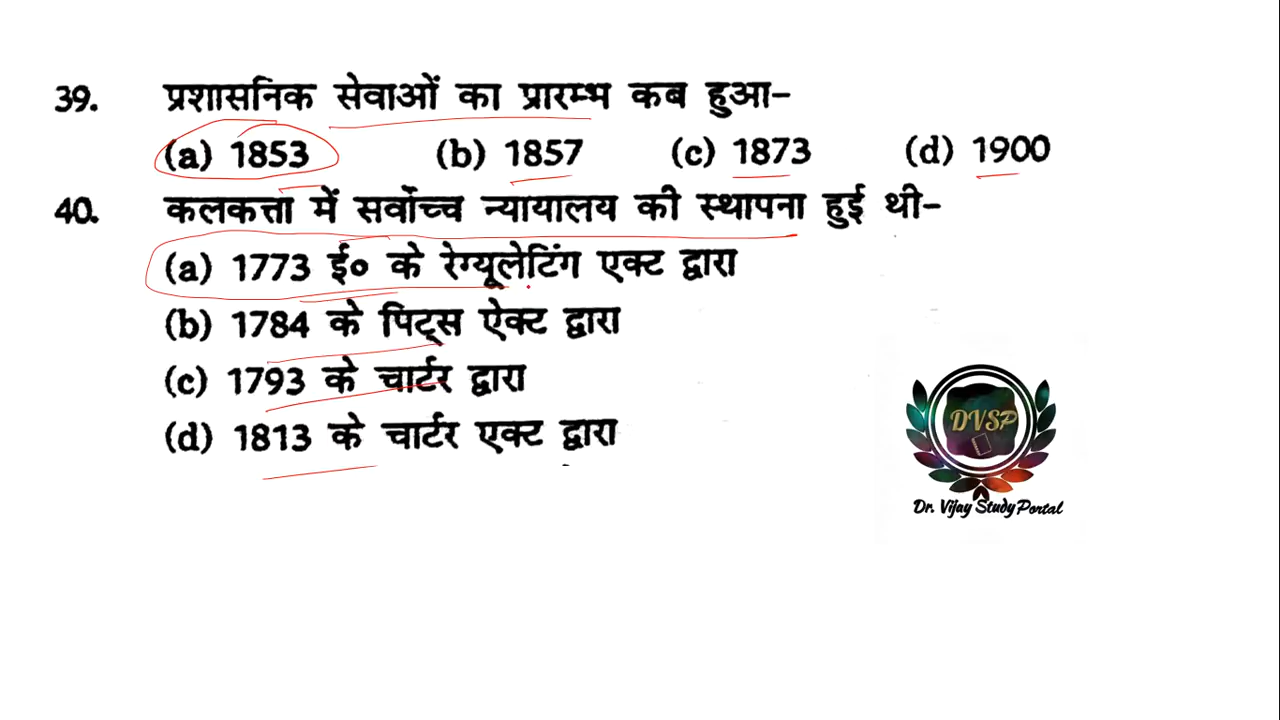 39. प्रशासनिक सेवाओं का प्रारम्भ कब हुआ-
(a) 1853 (b) 1857 (c) 1873 (d) 1900
40. कलकत्ता में सर्वोच्च न्यायालय की स्थापना हुई थी-
(a) 1773 ई० के रेग्यूलेटिंग एक्ट द्वारा
(b) 1784 के पिट्स ऐक्ट द्वारा
(c) 1793 के चार्टर द्वारा
(d) 1813 के चार्टर एक्ट द्वारा
DVSP
Dr. Vijay Study Portal